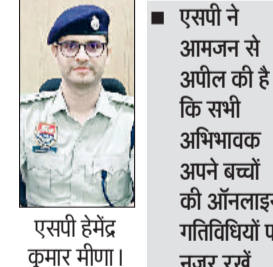 एसपी हेमेंद्र
कुमार मीणा।
■ एसपी ने
आमजन से
अपील की है
कि सभी
अभिभावक
अपने बच्चों
की
गतिविधियों
नजर रखें